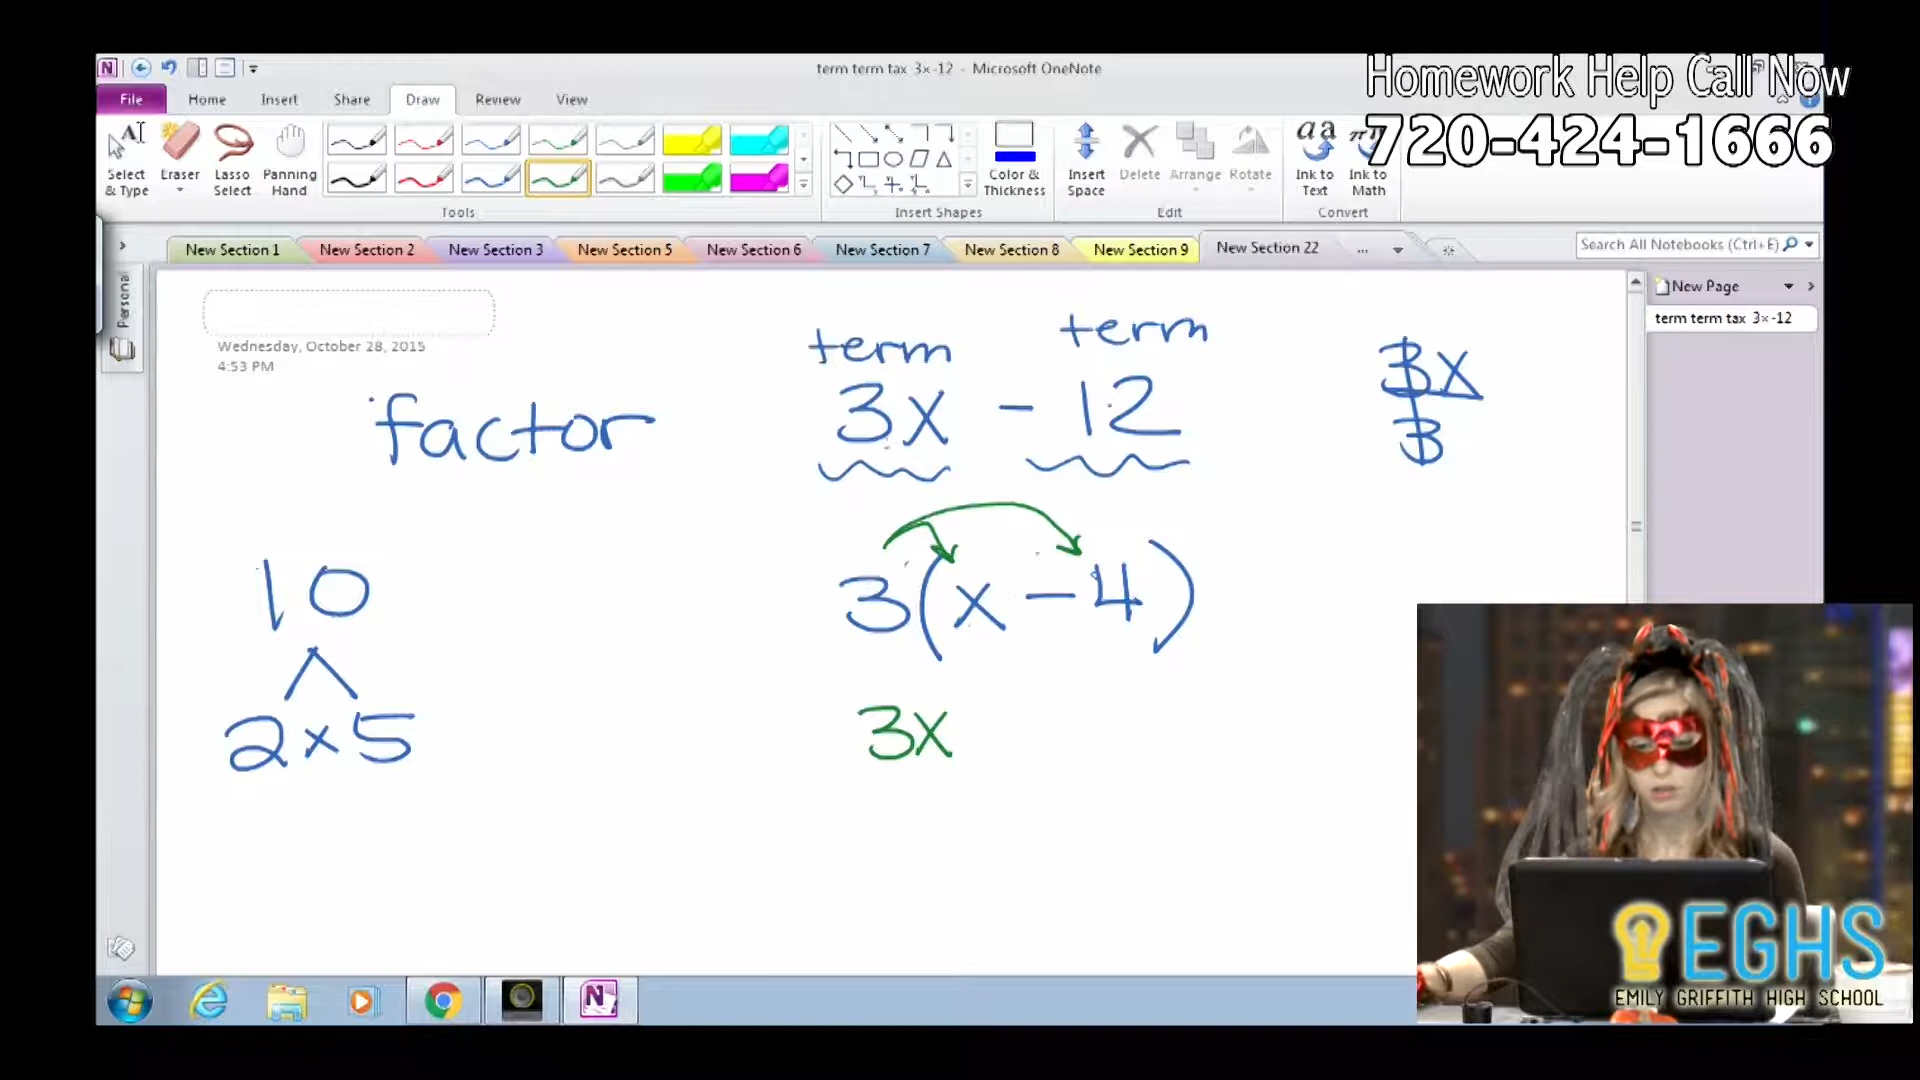 term term tax 3x-12 - Microsoft OneNote
Homework Help Call Now
720-424-1666
File Home Insert Share Draw Review View
Select & Type
Eraser
Lasso Select
Panning Hand
Color & Thickness
Insert Space
Delete
Arrange
Rotate
Ink to Text
Ink to Math
Tools
Insert Shapes
Edit
Convert
New Section 1 New Section 2 New Section 3 New Section 5 New Section 6 New Section 7 New Section 8 New Section 9 New Section 22 ...
Search All Notebooks (Ctrl+E)
Persona
New Page
term term tax 3x-12
Wednesday, October 28, 2015
4:53 PM
term term
factor 3x - 12
3x
3
10
3(x - 4)
2 x 5
3x
EGHS
EMILY GRIFFITH HIGH SCHOOL